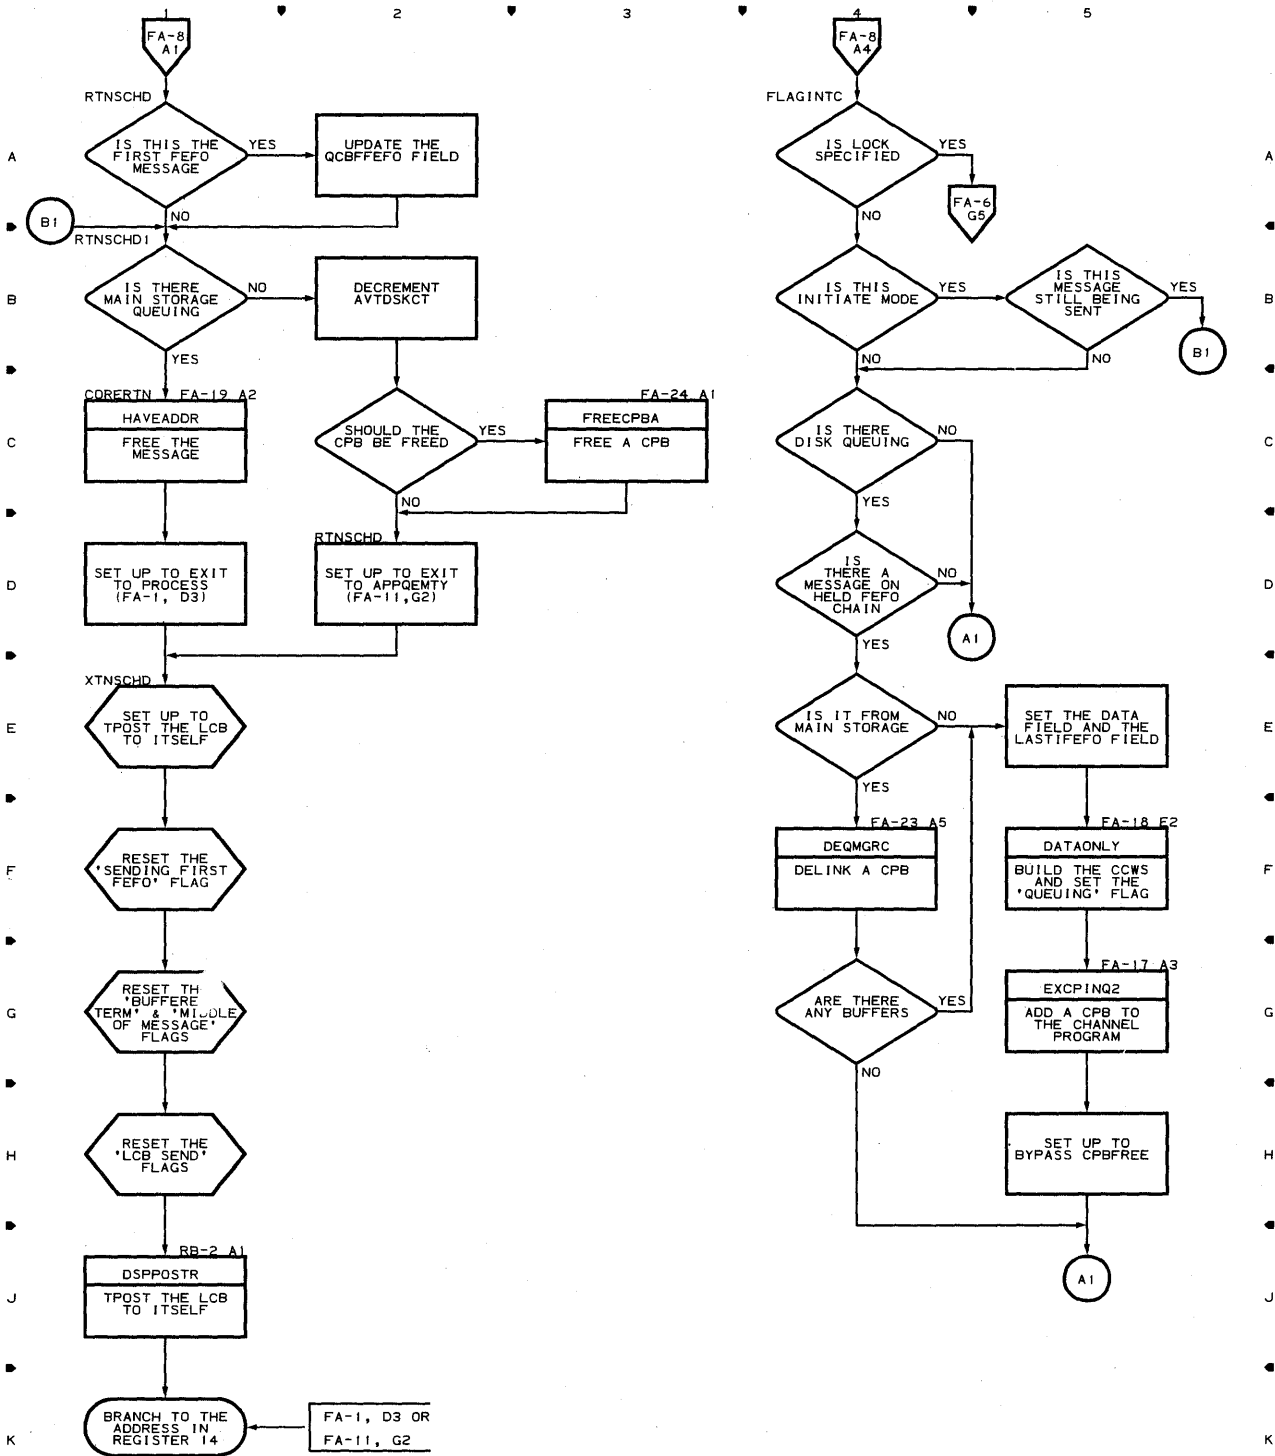 1 2 3 4 5
FA-8
A1
RTNSCHD
A
IS THIS THE
FIRST FEFO
MESSAGE
YES
UPDATE THE
QCBFFEFO FIELD
NO
B1
RTNSCHD1
B
IS THERE
MAIN STORAGE
QUEUING
NO
DECREMENT
AVTDSKCT
YES
CORERTN FA-19 A2
C
HAVEADDR
FREE THE
MESSAGE
SHOULD THE
CPB BE FREED
YES
FA-24 A1
FREECPBA
FREE A CPB
NO
RTNSCHD
D
SET UP TO EXIT
TO PROCESS
(FA-1, D3)
SET UP TO EXIT
TO APPQEMTY
(FA-11,G2)
XTNSCHD
E
SET UP TO
TPOST THE LCB
TO ITSELF
F
RESET THE
'SENDING FIRST
FEFO' FLAG
G
RESET TH
'BUFFERE
TERM' & 'MIDDLE
OF MESSAGE'
FLAGS
H
RESET THE
'LCB SEND'
FLAGS
RB-2 A1
J
DSPPOSTR
TPOST THE LCB
TO ITSELF
K
BRANCH TO THE
ADDRESS IN
REGISTER 14
FA-1, D3 OR
FA-11, G2
FA-8
A4
FLAGINTC
IS LOCK
SPECIFIED
YES
A
FA-6
G5
NO
IS THIS
INITIATE MODE
YES
IS THIS
MESSAGE
STILL BEING
SENT
YES
B
B1
NO
NO
IS THERE
DISK QUEUING
NO
C
YES
IS
THERE A
MESSAGE ON
HELD FEFO
CHAIN
NO
D
A1
YES
IS IT FROM
MAIN STORAGE
NO
SET THE DATA
FIELD AND THE
LASTIFEFO FIELD
E
YES
FA-23 A5
DEQMGRC
DELINK A CPB
FA-18 E2
DATAONLY
BUILD THE CCWS
AND SET THE
'QUEUING' FLAG
F
ARE THERE
ANY BUFFERS
YES
FA-17 A3
EXCPINQ2
ADD A CPB TO
THE CHANNEL
PROGRAM
G
NO
SET UP TO
BYPASS CPBFREE
H
A1
J
K